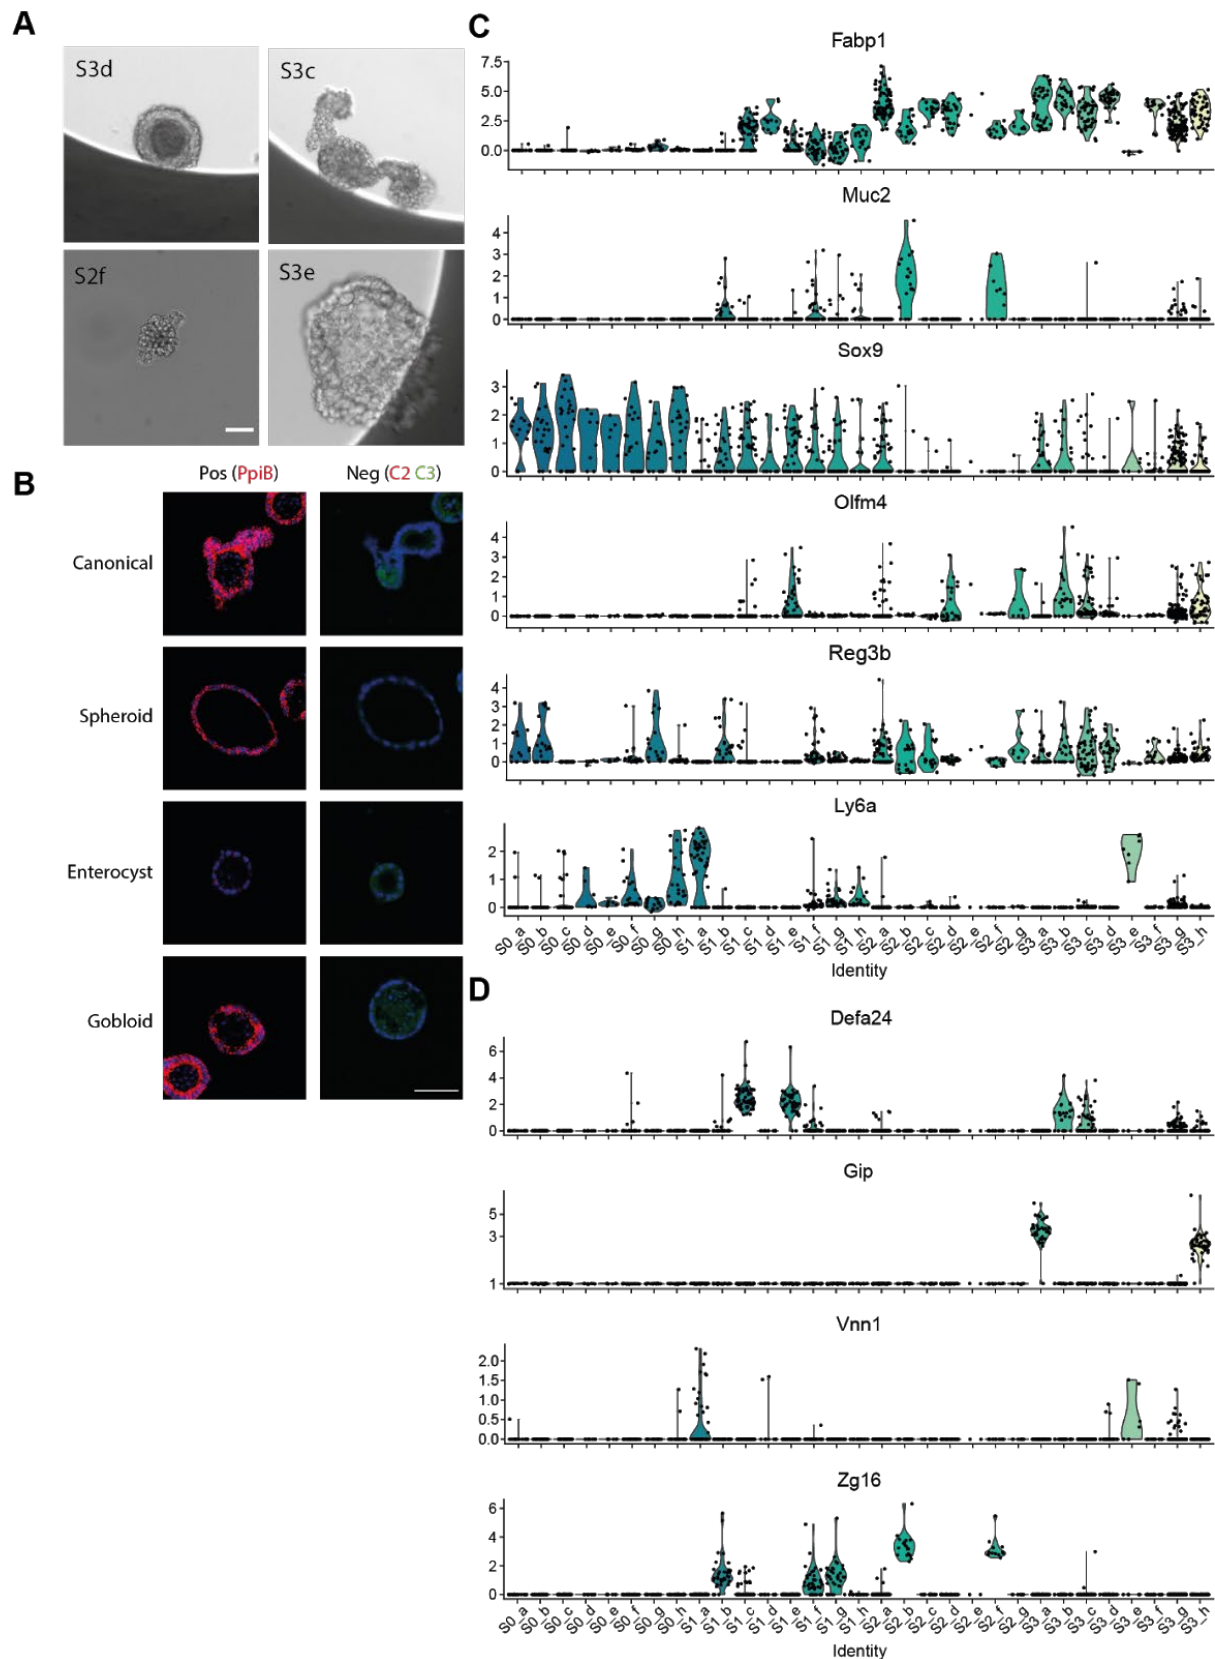 A
S3d
S3c
S2f
S3e
B
Pos (PpiB)
Neg (C2 C3)
Canonical
Spheroid
Enterocyst
Gobloid
C
Fabp1
7.5
5.0
2.5
0.0
Muc2
4
3
2
1
0
Sox9
3
2
1
0
Olfm4
4
3
2
1
0
Reg3b
4
3
2
1
0
Ly6a
2
1
0
S0_a
S0_b
S0_c
S0_d
S0_e
S0_f
S0_g
S0_h
S1_a
S1_b
S1_c
S1_d
S1_e
S1_f
S1_g
S1_h
S2_a
S2_b
S2_c
S2_d
S2_e
S2_f
S2_g
S3_a
S3_b
S3_c
S3_d
S3_e
S3_f
S3_g
S3_h
Identity
D
Defa24
6
4
2
0
Gip
5
3
1
Vnn1
2.0
1.5
1.0
0.5
0.0
Zg16
6
4
2
0
S0_a
S0_b
S0_c
S0_d
S0_e
S0_f
S0_g
S0_h
S1_a
S1_b
S1_c
S1_d
S1_e
S1_f
S1_g
S1_h
S2_a
S2_b
S2_c
S2_d
S2_e
S2_f
S2_g
S3_a
S3_b
S3_c
S3_d
S3_e
S3_f
S3_g
S3_h
Identity